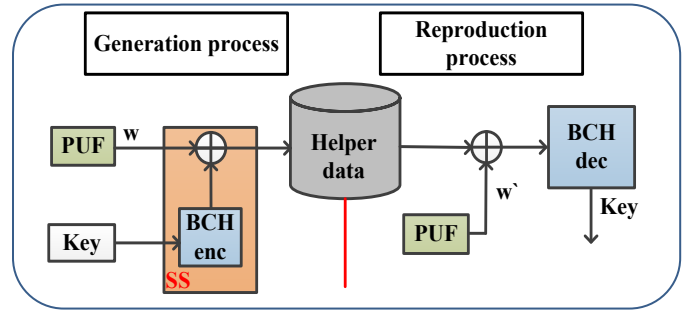 Generation process
Reproduction
process
PUF
w
Key
BCH
enc
SS
Helper
data
w`
PUF
BCH
dec
Key